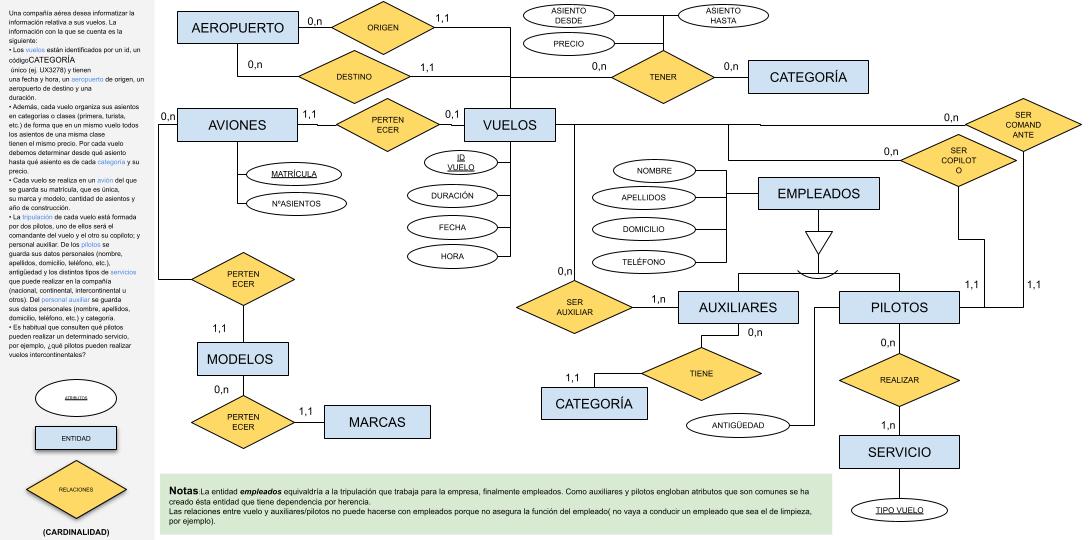 Una compañía aérea desea informatizar la
información relativa a sus vuelos. La
información con la que se cuenta es la
siguiente:
• Los vuelos están identificados por un id, un
códigoCATEGORÍA
único (ej. UX3278) y tienen
una fecha y hora, un aeropuerto de origen, un
aeropuerto de destino y una
duración.
• Además, cada vuelo organiza sus asientos
en categorías o clases (primera, turista,
etc.) de forma que en un mismo vuelo todos
los asientos de una misma clase
tienen el mismo precio. Por cada vuelo
debemos determinar desde qué asiento
hasta qué asiento es de cada categoría y su
precio.
• Cada vuelo se realiza en un avión del que
se guarda su matrícula, que es única,
su marca y modelo, cantidad de asientos y
año de construcción.
• La tripulación de cada vuelo está formada
por dos pilotos, uno de ellos será el
comandante del vuelo y el otro su copiloto; y
personal auxiliar. De los pilotos se
guarda sus datos personales (nombre,
apellidos, domicilio, teléfono, etc.),
antigüedad y los distintos tipos de servicios
que puede realizar en la compañía
(nacional, continental, intercontinental u
otros). Del personal auxiliar se guarda
sus datos personales (nombre, apellidos,
domicilio, teléfono, etc.) y categoría.
• Es habitual que consulten qué pilotos
pueden realizar un determinado servicio,
por ejemplo, ¿qué pilotos pueden realizar
vuelos intercontinentales?
ATRIBUTOS
ENTIDAD
RELACIONES
(CARDINALIDAD)
AEROPUERTO
0,n
ORIGEN
1,1
0,n
DESTINO
1,1
ASIENTO
DESDE
ASIENTO
HASTA
PRECIO
0,n
TENER
0,n
CATEGORÍA
0,n
AVIONES
1,1
PERTEN
ECER
0,1
VUELOS
0,n
SER
COMAND
ANTE
0,n
SER
COPILOT
O
MATRÍCULA
NºASIENTOS
ID
VUELO
DURACIÓN
FECHA
HORA
NOMBRE
APELLIDOS
DOMICILIO
TELÉFONO
EMPLEADOS
PERTEN
ECER
0,n
SER
AUXILIAR
1,n
AUXILIARES
PILOTOS
1,1
1,1
1,1
MODELOS
0,n
PERTEN
ECER
1,1
MARCAS
0,n
TIENE
1,1
CATEGORÍA
ANTIGÜEDAD
0,n
REALIZAR
1,n
SERVICIO
TIPO VUELO
Notas:La entidad empleados equivaldría a la tripulación que trabaja para la empresa, finalmente empleados. Como auxiliares y pilotos engloban atributos que son comunes se ha
creado ésta entidad que tiene dependencia por herencia.
Las relaciones entre vuelo y auxiliares/pilotos no puede hacerse con empleados porque no asegura la función del empleado( no vaya a conducir un empleado que sea el de limpieza,
por ejemplo).